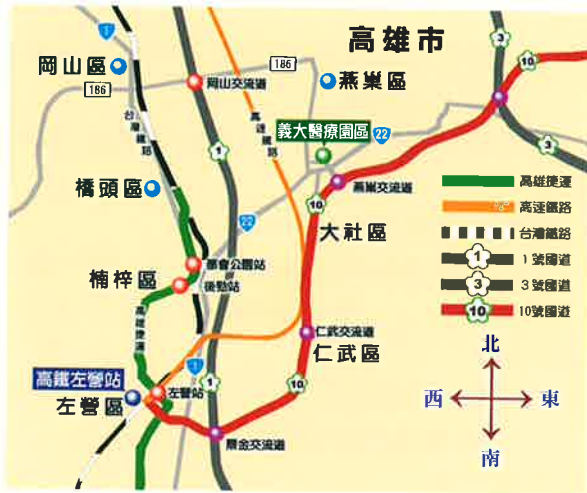 1
高雄市
3
10
岡山區
186
燕巢區
186
岡山交流道
台灣鐵路
高速鐵路
義大醫療園區
22
1
3
燕巢交流道
橋頭區
10
高雄捷運
高速鐵路
台灣鐵路
1 1號國道
3 3號國道
10 10號國道
22
大社區
都會公園站
楠梓區
後勁站
高雄捷運
仁武交流道
仁武區
1
高鐵左營站
左營區
左營站
1
10
鼎金交流道
北
西
東
南